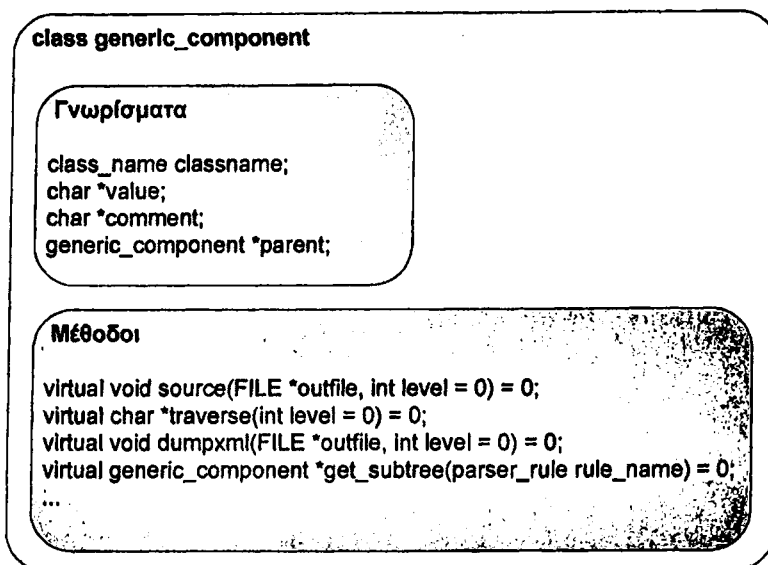 class generic_component
Γνωρίσματα
class_name classname;
char *value;
char *comment;
generic_component *parent;
Μέθοδοι
virtual void source(FILE *outfile, int level = 0) = 0;
virtual char *traverse(int level = 0) = 0;
virtual void dumpxml(FILE *outfile, int level = 0) = 0;
virtual generic_component *get_subtree(parser_rule rule_name) = 0;
...